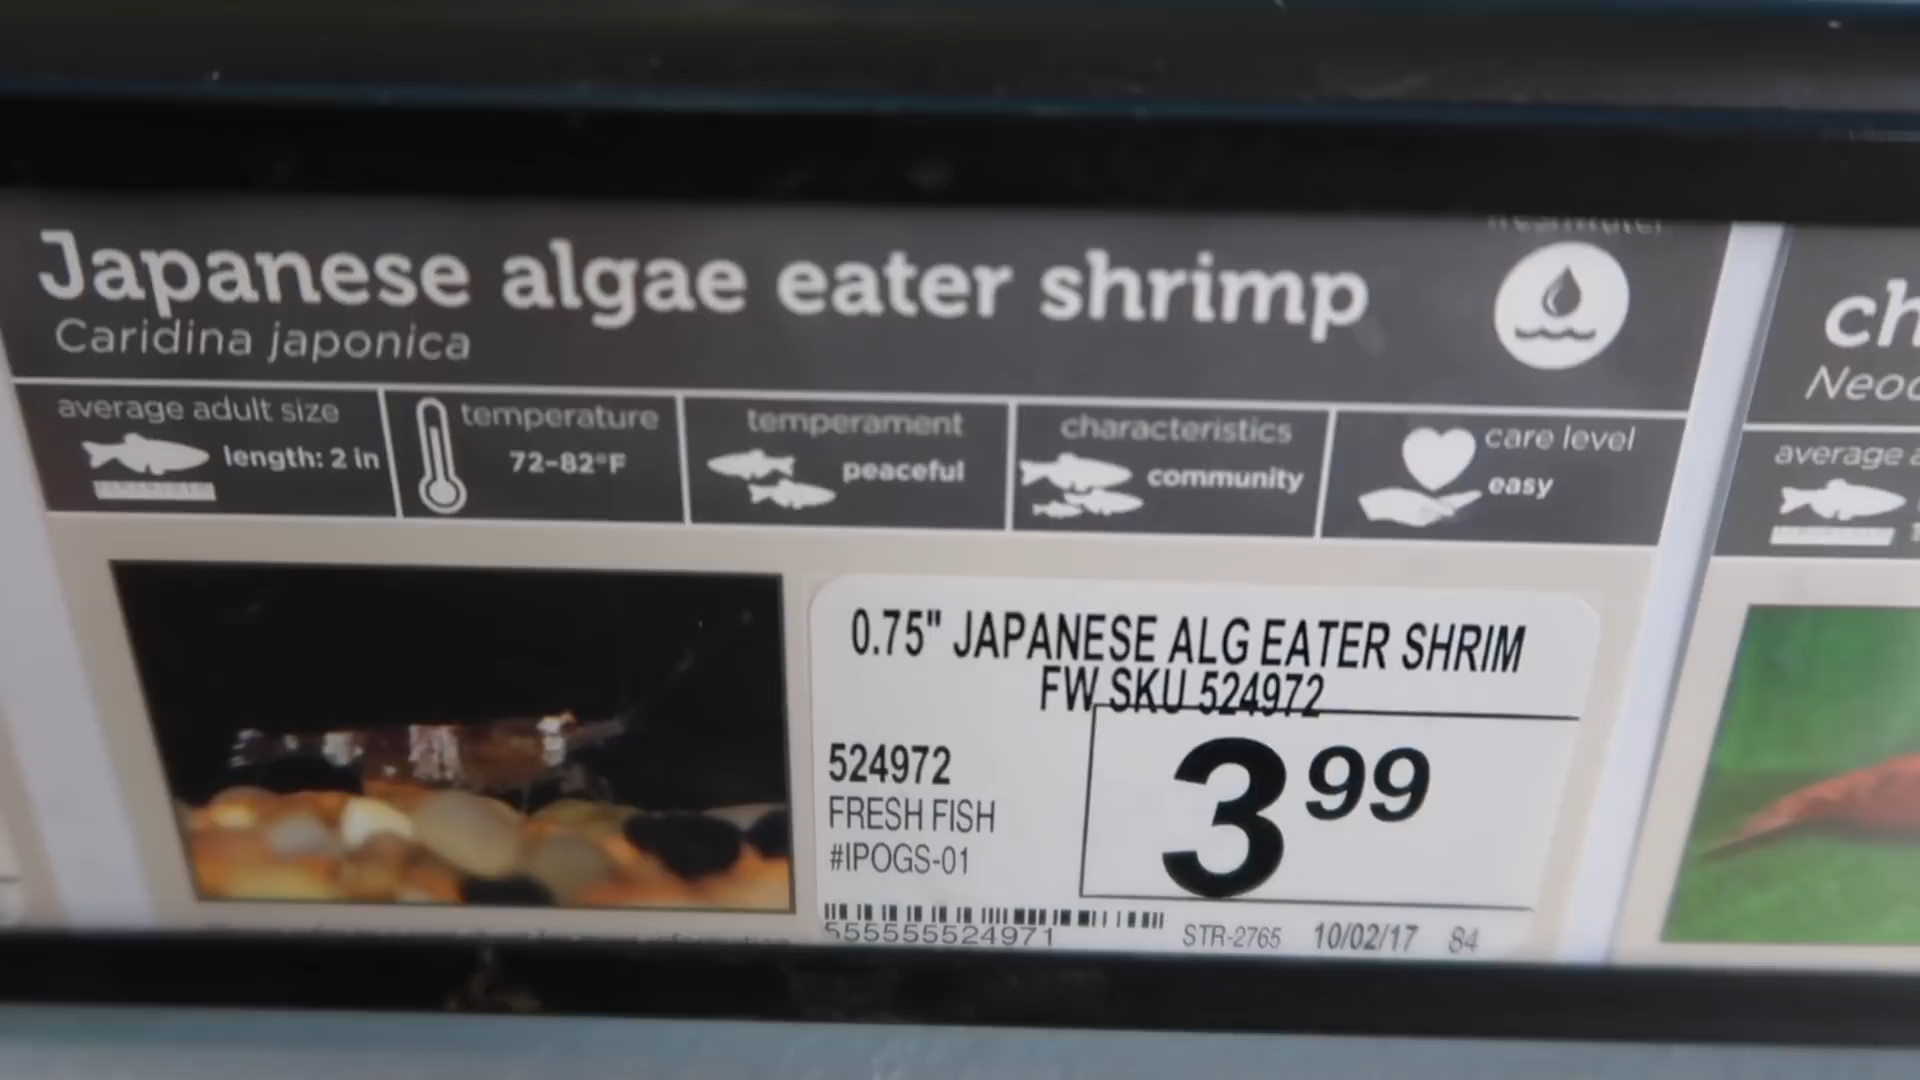 freshwater
Japanese algae eater shrimp
Caridina japonica
average adult size
length: 2 in
temperature
72-82°F
temperament
peaceful
characteristics
community
care level
easy
0.75" JAPANESE ALG EATER SHRIM
FW SKU 524972
524972
FRESH FISH
#IPOGS-01
3 99
555555524971
STR-2765 10/02/17 84
ch
Neoc
average a